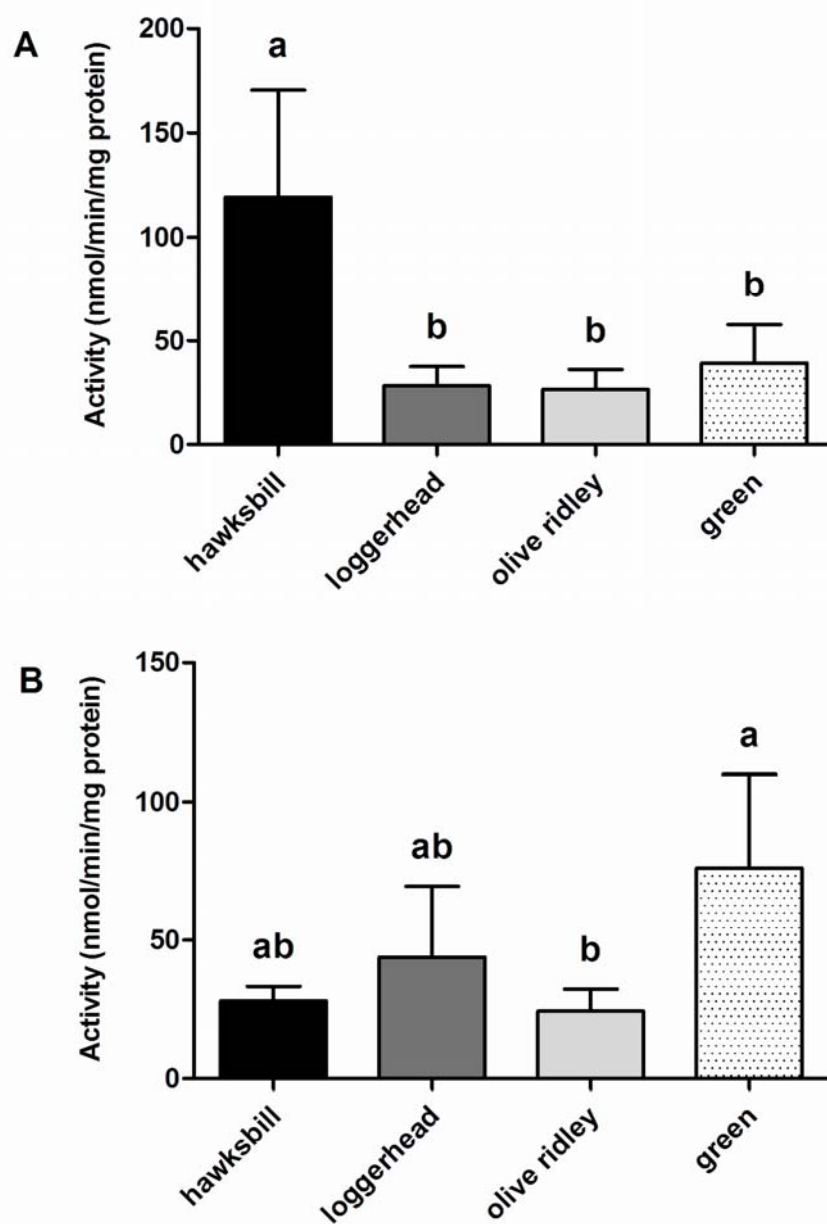 A
Activity (nmol/min/mg protein)
200
150
100
50
0
a
b
b
b
hawksbill
loggerhead
olive ridley
green
B
Activity (nmol/min/mg protein)
150
100
50
0
ab
ab
b
a
hawksbill
loggerhead
olive ridley
green